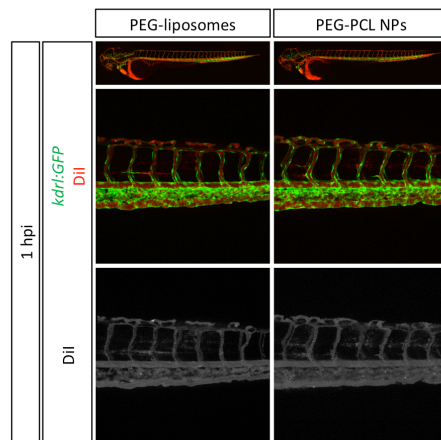 PEG-liposomes
PEG-PCL NPs
1 hpi
kdrl:GFP
DiI
DiI